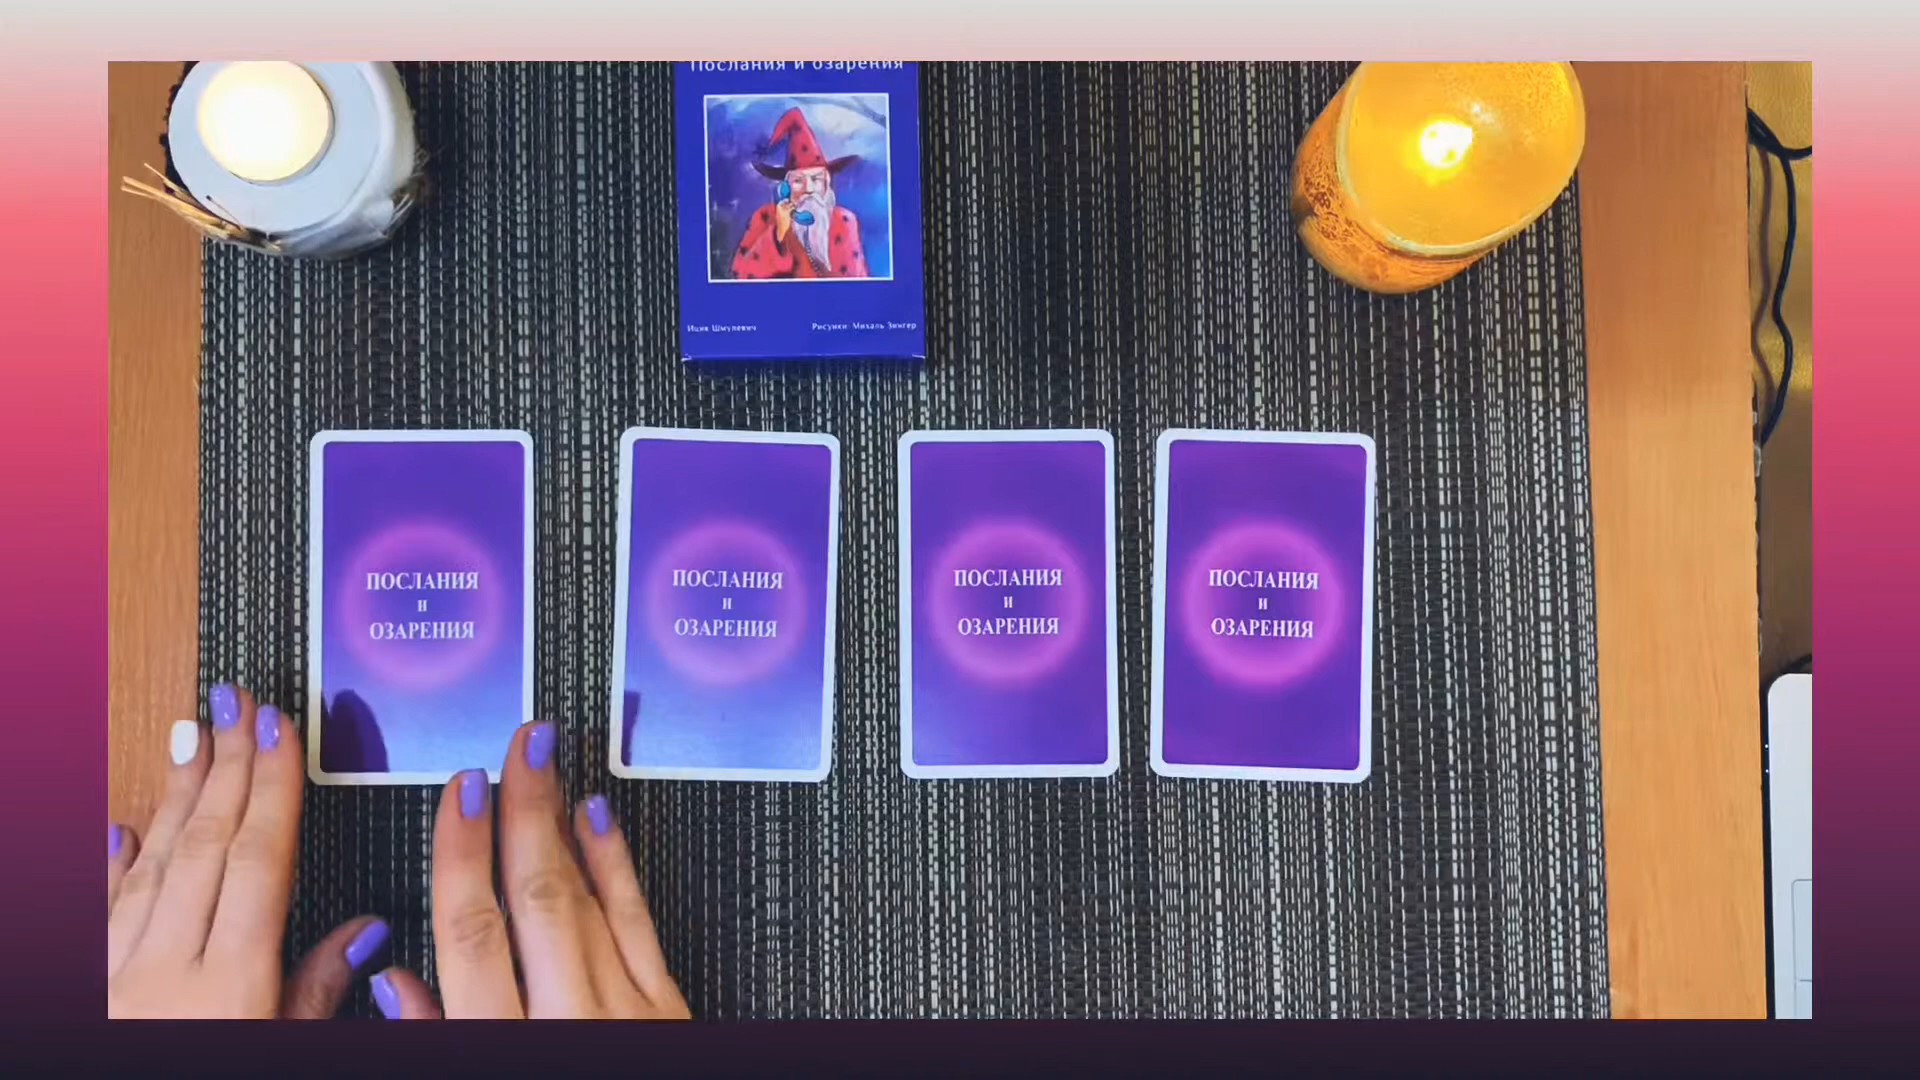 Послания и озарения
Ицик Шмулевич
Рисунки: Михаль Зингер
ПОСЛАНИЯ
и
ОЗАРЕНИЯ
ПОСЛАНИЯ
и
ОЗАРЕНИЯ
ПОСЛАНИЯ
и
ОЗАРЕНИЯ
ПОСЛАНИЯ
и
ОЗАРЕНИЯ